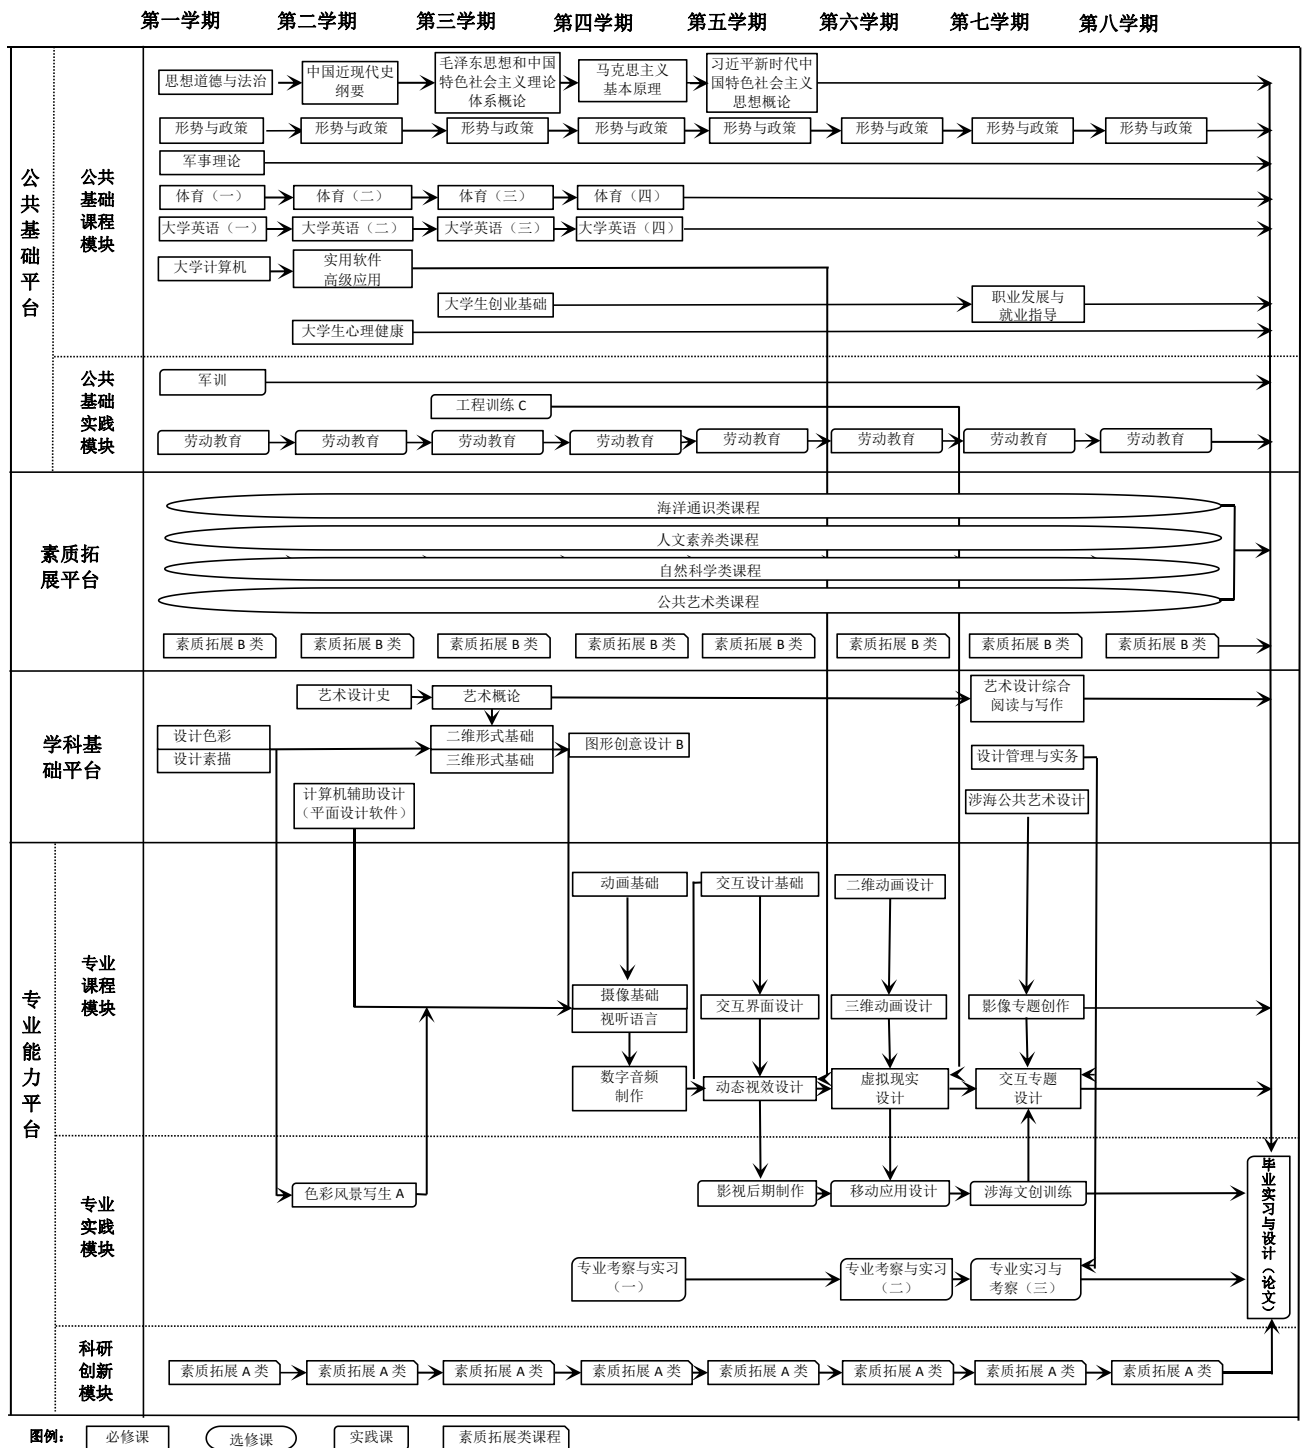 第一学期 第二学期 第三学期 第四学期 第五学期 第六学期 第七学期 第八学期
公共基础平台
公共
基础
课程
模块
思想道德与法治
中国近现代史
纲要
毛泽东思想和中国
特色社会主义理论
体系概论
马克思主义
基本原理
习近平新时代中
国特色社会主义
思想概论
形势与政策 形势与政策 形势与政策 形势与政策 形势与政策 形势与政策 形势与政策 形势与政策
军事理论
体育（一） 体育（二） 体育（三） 体育（四）
大学英语（一） 大学英语（二） 大学英语（三） 大学英语（四）
大学计算机
实用软件
高级应用
大学生创业基础
职业发展与
就业指导
大学生心理健康
公共
基础
实践
模块
军训
工程训练 C
劳动教育 劳动教育 劳动教育 劳动教育 劳动教育 劳动教育 劳动教育 劳动教育
素质拓
展平台
海洋通识类课程
人文素养类课程
自然科学类课程
公共艺术类课程
素质拓展 B 类 素质拓展 B 类 素质拓展 B 类 素质拓展 B 类 素质拓展 B 类 素质拓展 B 类 素质拓展 B 类 素质拓展 B 类
学科基
础平台
艺术设计史
艺术概论
艺术设计综合
阅读与写作
设计色彩
设计素描
二维形式基础
三维形式基础
图形创意设计 B
设计管理与实务
计算机辅助设计
（平面设计软件）
涉海公共艺术设计
专业能力平台
专业
课程
模块
动画基础 交互设计基础 二维动画设计
摄像基础
视听语言
交互界面设计 三维动画设计 影像专题创作
数字音频
制作
动态视效设计
虚拟现实
设计
交互专题
设计
专业
实践
模块
色彩风景写生 A
影视后期制作 移动应用设计 涉海文创训练
专业考察与实习
（一）
专业考察与实习
（二）
专业实习与
考察（三）
毕业实习与设计（论文）
科研
创新
模块
素质拓展 A 类 素质拓展 A 类 素质拓展 A 类 素质拓展 A 类 素质拓展 A 类 素质拓展 A 类 素质拓展 A 类 素质拓展 A 类
图例： 必修课 选修课 实践课 素质拓展类课程